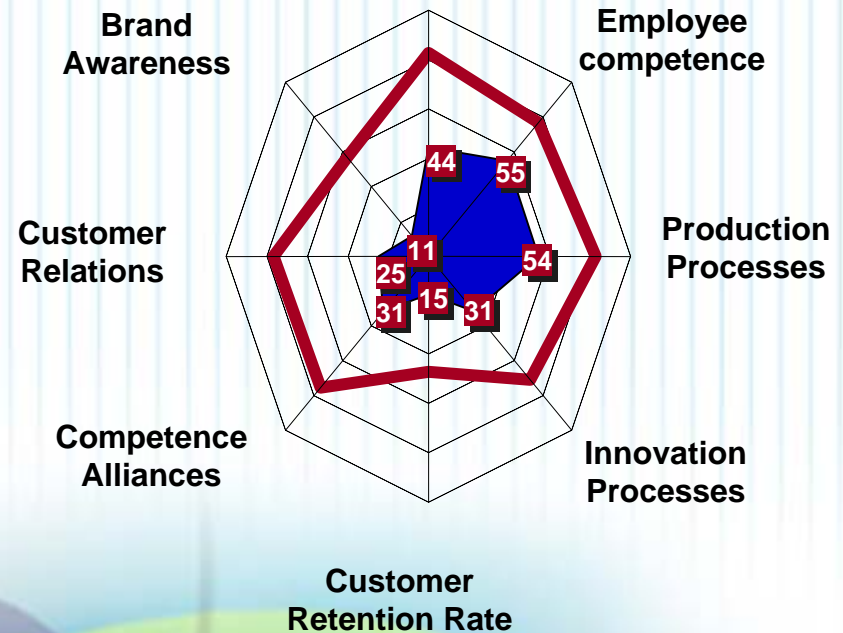 Brand
Awareness
Employee
competence
44
55
Customer
Relations
11
25
54
Production
Processes
31
15
31
Competence
Alliances
Innovation
Processes
Customer
Retention Rate